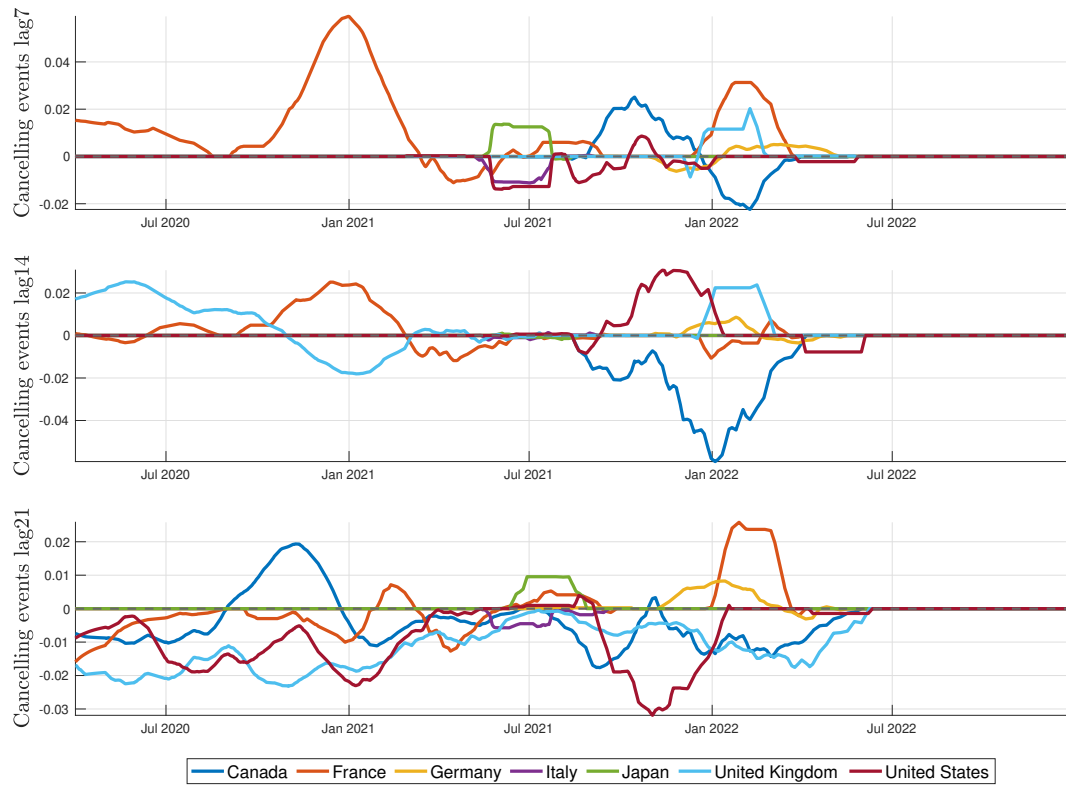 Cancelling events lag7
0.04
0.02
0
-0.02
Jul 2020 Jan 2021 Jul 2021 Jan 2022 Jul 2022
Cancelling events lag14
0.02
0
-0.02
-0.04
Jul 2020 Jan 2021 Jul 2021 Jan 2022 Jul 2022
Cancelling events lag21
0.02
0.01
0
-0.01
-0.02
-0.03
Jul 2020 Jan 2021 Jul 2021 Jan 2022 Jul 2022
Canada France Germany Italy Japan United Kingdom United States